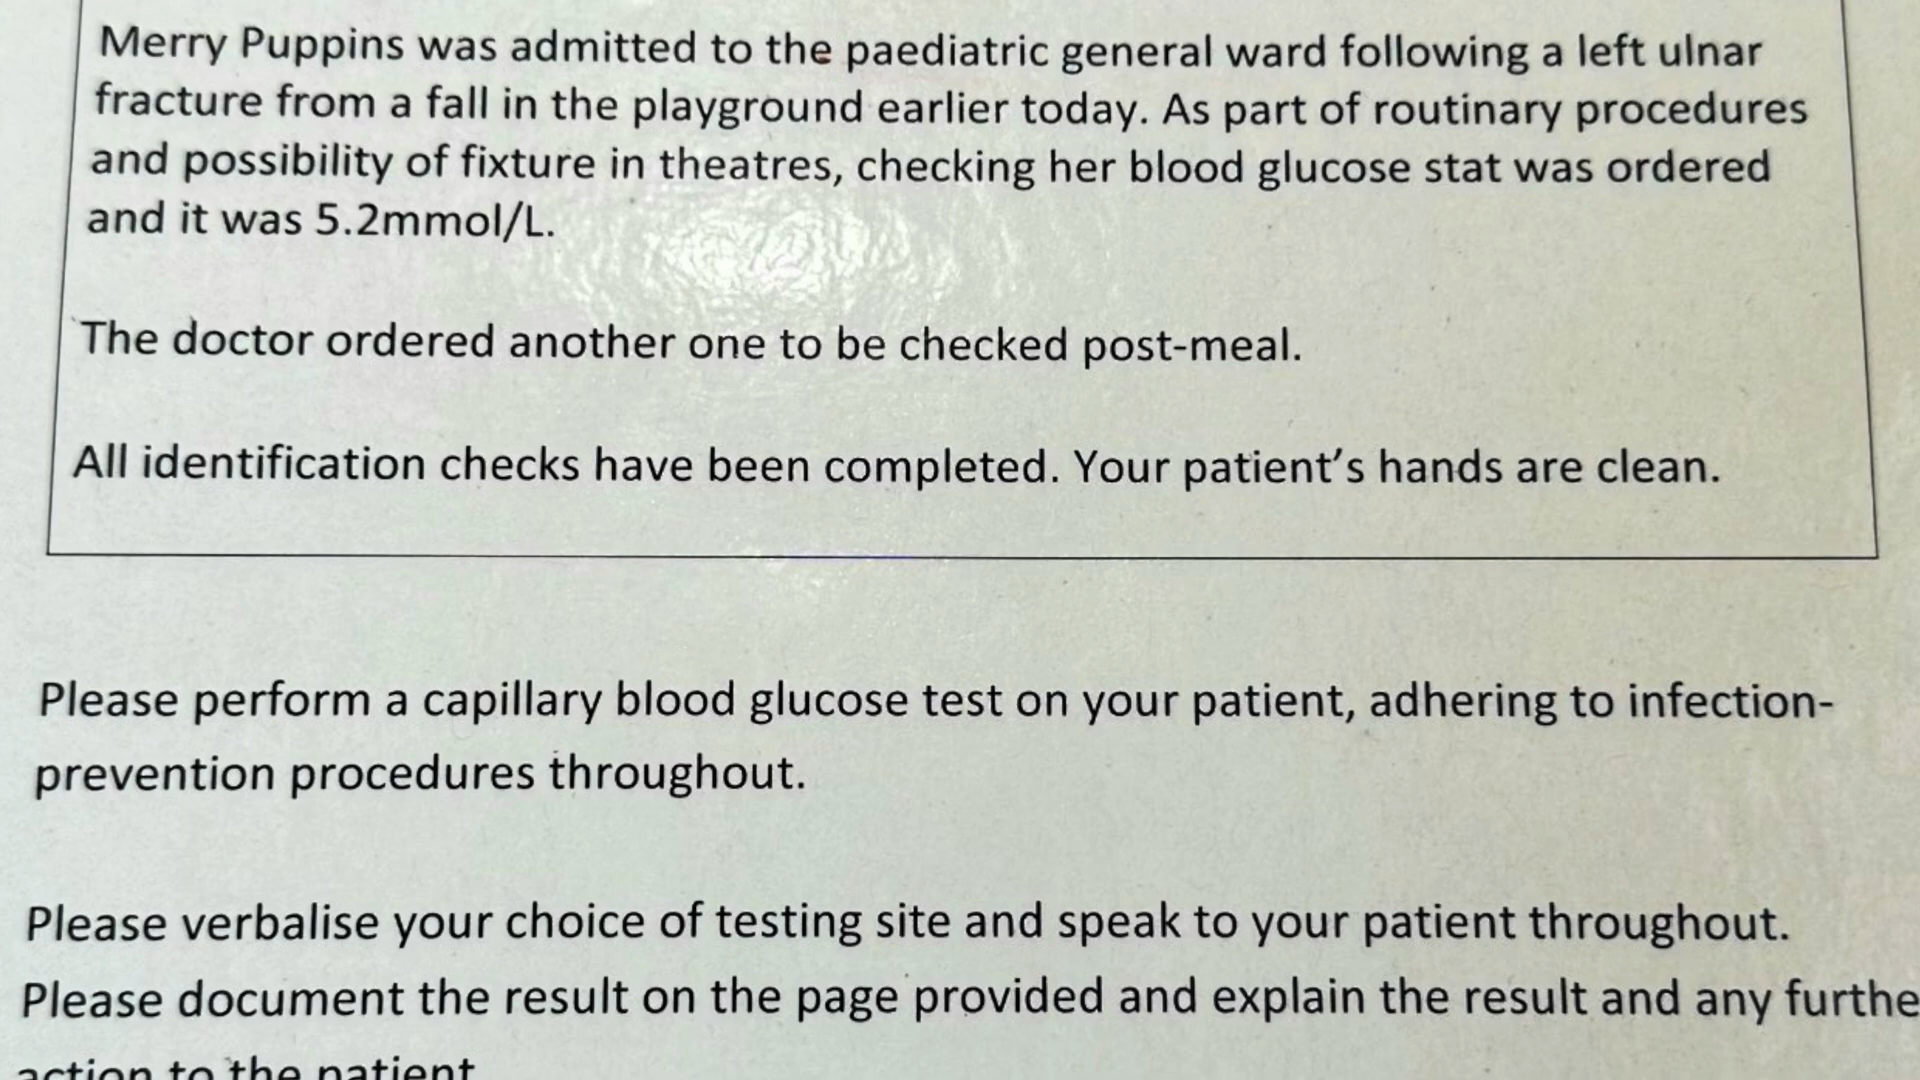 Merry Puppins was admitted to the paediatric general ward following a left ulnar
fracture from a fall in the playground earlier today. As part of routinary procedures
and possibility of fixture in theatres, checking her blood glucose stat was ordered
and it was 5.2mmol/L.
The doctor ordered another one to be checked post-meal.
All identification checks have been completed. Your patient’s hands are clean.
Please perform a capillary blood glucose test on your patient, adhering to infection-
prevention procedures throughout.
Please verbalise your choice of testing site and speak to your patient throughout.
Please document the result on the page provided and explain the result and any furthe
action to the patient